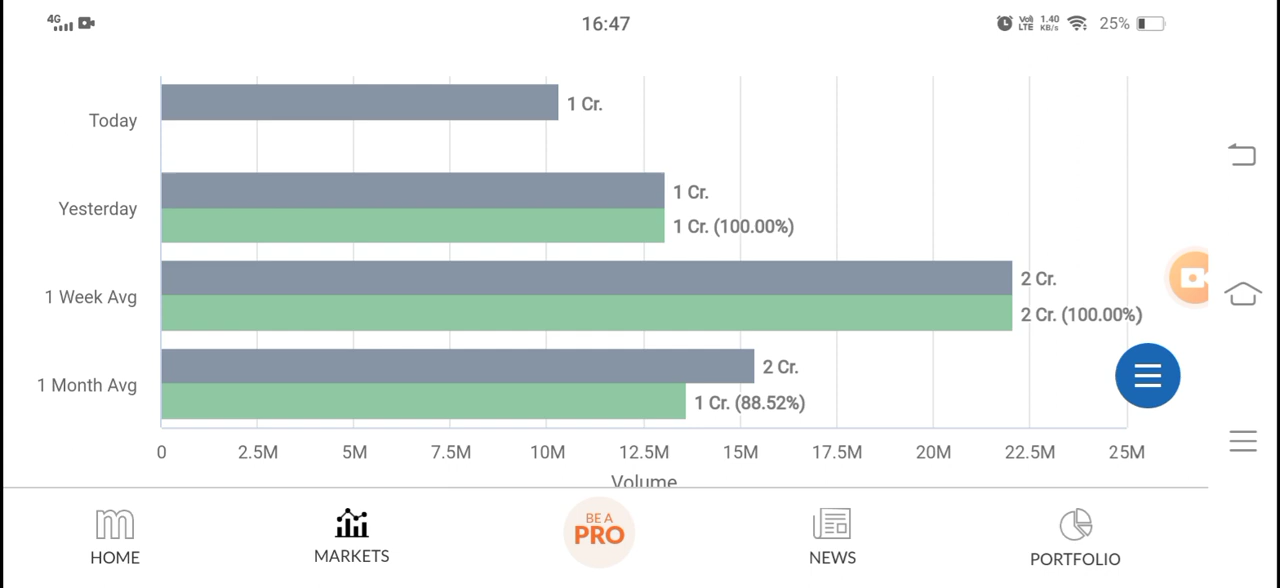 4G 16:47 Volii LTE 1.40 KB/s 25%
Today 1 Cr.
Yesterday 1 Cr.
1 Cr. (100.00%)
1 Week Avg 2 Cr.
2 Cr. (100.00%)
1 Month Avg 2 Cr.
1 Cr. (88.52%)
0 2.5M 5M 7.5M 10M 12.5M 15M 17.5M 20M 22.5M 25M
Volume
m BE A PRO
HOME MARKETS NEWS PORTFOLIO